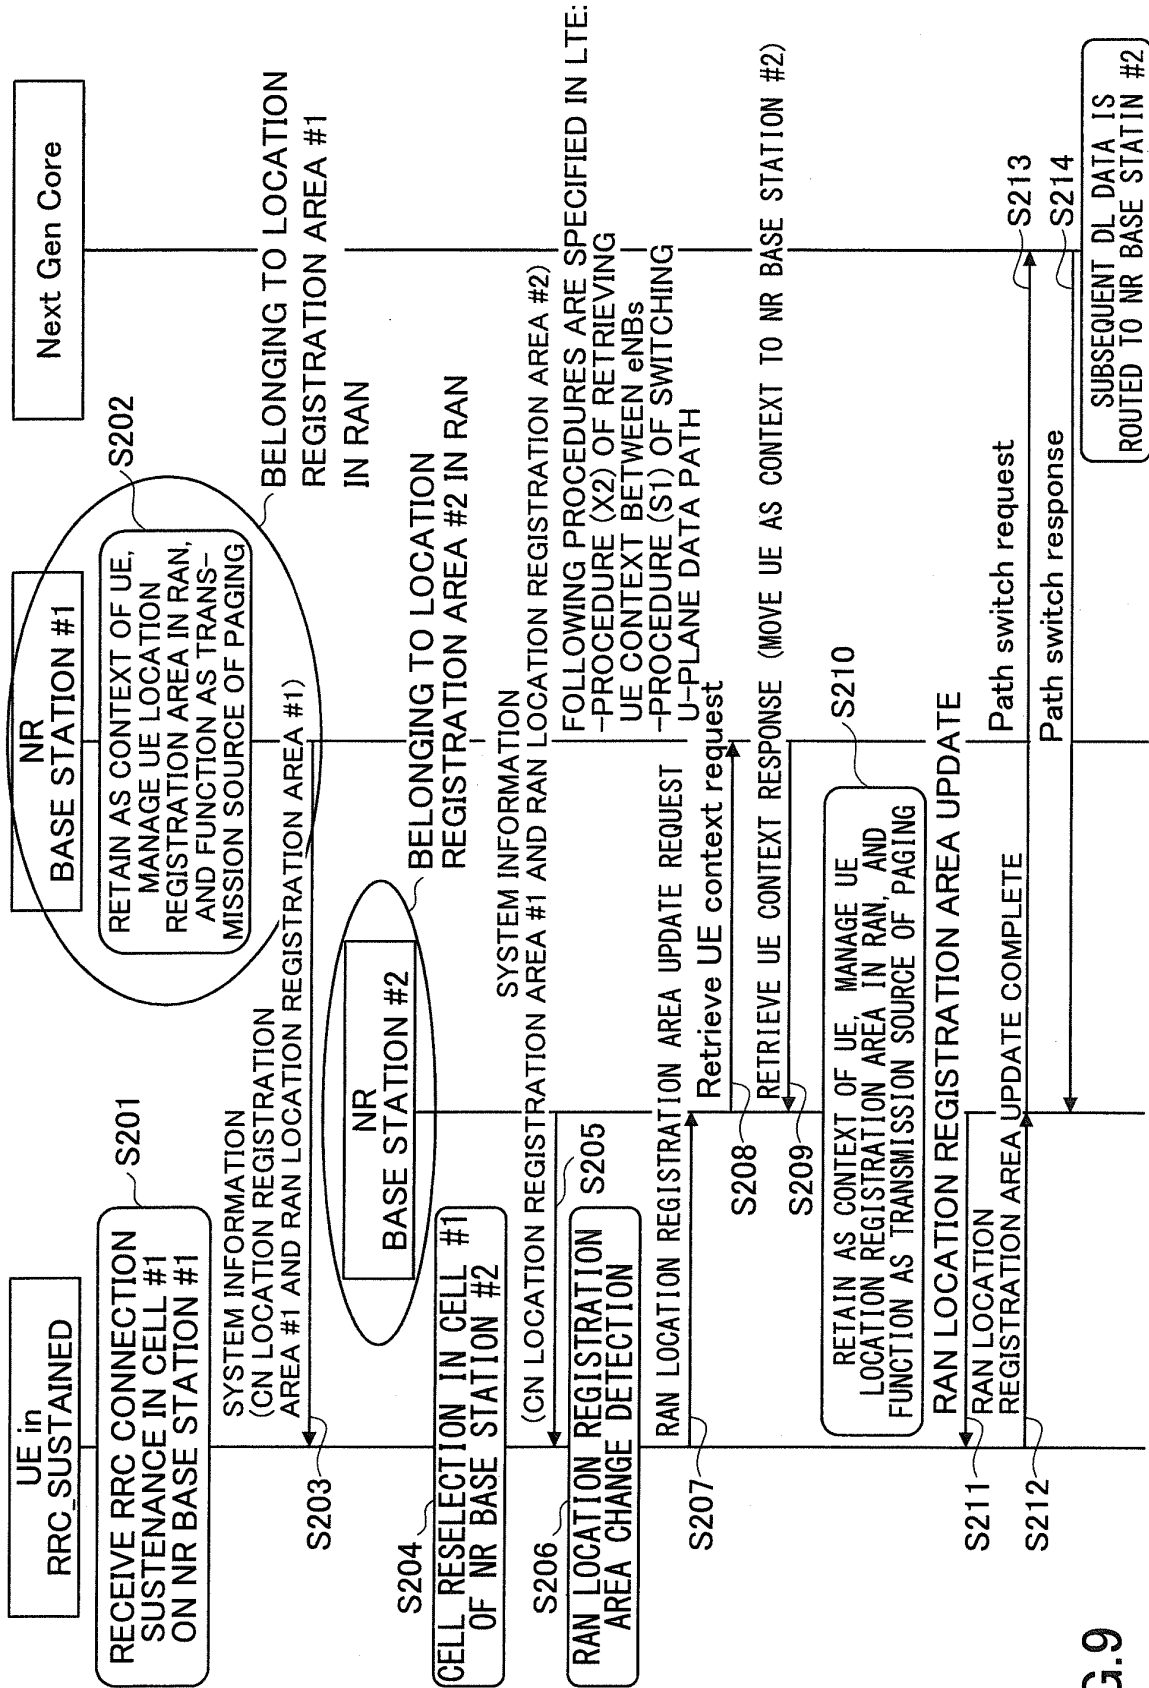 UE in
RRC_SUSTAINED
NR
BASE STATION #1
Next Gen Core
RECEIVE RRC CONNECTION
SUSTENANCE IN CELL #1
ON NR BASE STATION #1
S201
RETAIN AS CONTEXT OF UE,
MANAGE UE LOCATION
REGISTRATION AREA IN RAN,
AND FUNCTION AS TRANS-
MISSION SOURCE OF PAGING
S202
BELONGING TO LOCATION
REGISTRATION AREA #1
IN RAN
SYSTEM INFORMATION
(CN LOCATION REGISTRATION
AREA #1 AND RAN LOCATION REGISTRATION AREA #1)
S203
NR
BASE STATION #2
BELONGING TO LOCATION
REGISTRATION AREA #2 IN RAN
S204
CELL RESELECTION IN CELL #1
OF NR BASE STATION #2
SYSTEM INFORMATION
(CN LOCATION REGISTRATION AREA #1 AND RAN LOCATION REGISTRATION AREA #2)
S205
S206
RAN LOCATION REGISTRATION
AREA CHANGE DETECTION
FOLLOWING PROCEDURES ARE SPECIFIED IN LTE:
-PROCEDURE (X2) OF RETRIEVING
UE CONTEXT BETWEEN eNBs
-PROCEDURE (S1) OF SWITCHING
U-PLANE DATA PATH
RAN LOCATION REGISTRATION AREA UPDATE REQUEST
S207
Retrieve UE context request
S208
RETRIEVE UE CONTEXT RESPONSE (MOVE UE AS CONTEXT TO NR BASE STATION #2)
S209
S210
RETAIN AS CONTEXT OF UE, MANAGE UE
LOCATION REGISTRATION AREA IN RAN, AND
FUNCTION AS TRANSMISSION SOURCE OF PAGING
RAN LOCATION REGISTRATION AREA UPDATE
S211
RAN LOCATION
REGISTRATION AREA UPDATE COMPLETE
S212
Path switch request
S213
Path switch response
S214
SUBSEQUENT DL DATA IS
ROUTED TO NR BASE STATIN #2
G.9